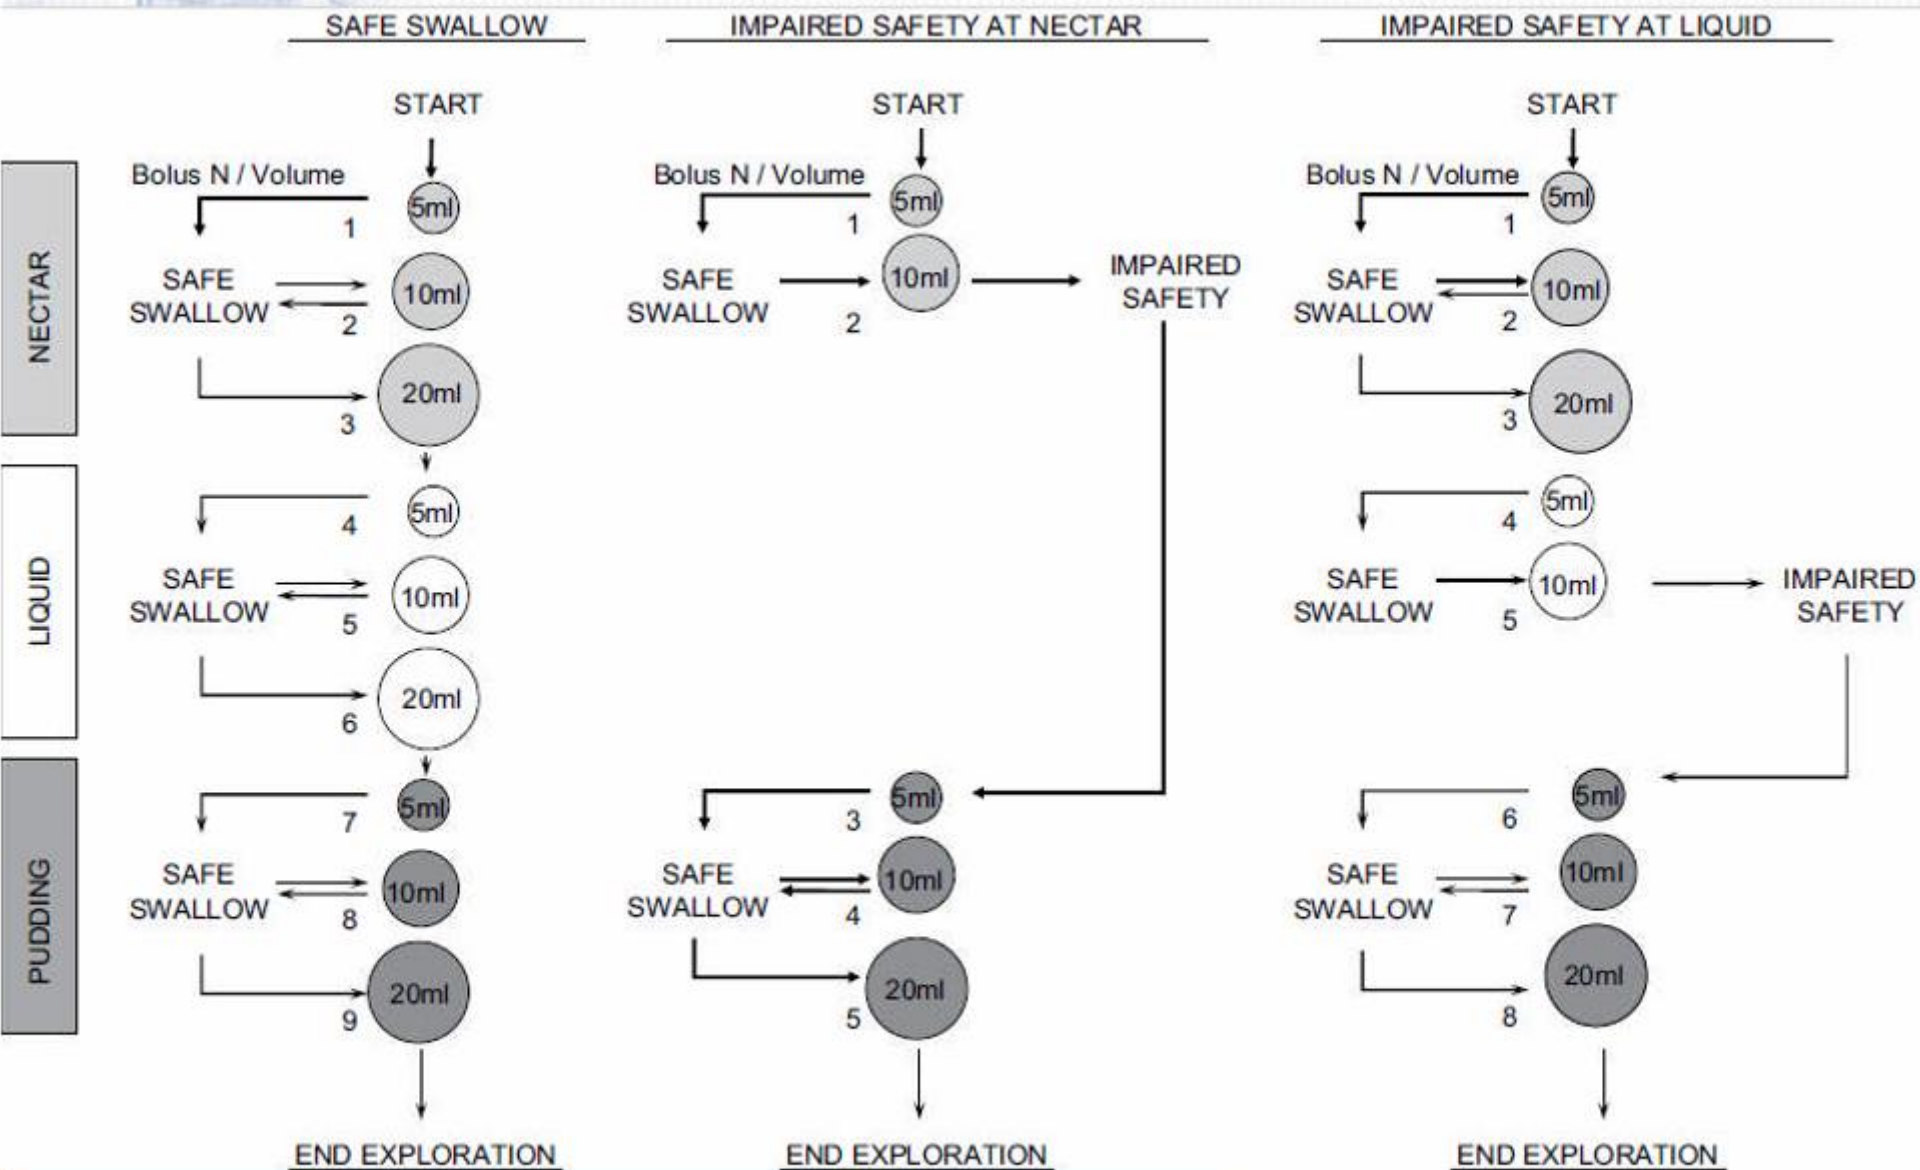 SAFE SWALLOW
START
Bolus N / Volume
5ml
1
SAFE
SWALLOW
10ml
2
20ml
3
5ml
4
SAFE
SWALLOW
10ml
5
20ml
6
5ml
7
SAFE
SWALLOW
10ml
8
20ml
9
END EXPLORATION
IMPAIRED SAFETY AT NECTAR
START
Bolus N / Volume
5ml
1
SAFE
SWALLOW
10ml
2
IMPAIRED
SAFETY
5ml
3
SAFE
SWALLOW
10ml
4
20ml
5
END EXPLORATION
IMPAIRED SAFETY AT LIQUID
START
Bolus N / Volume
5ml
1
SAFE
SWALLOW
10ml
2
20ml
3
5ml
4
SAFE
SWALLOW
10ml
5
IMPAIRED
SAFETY
5ml
6
SAFE
SWALLOW
10ml
7
20ml
8
END EXPLORATION
NECTAR
LIQUID
PUDDING